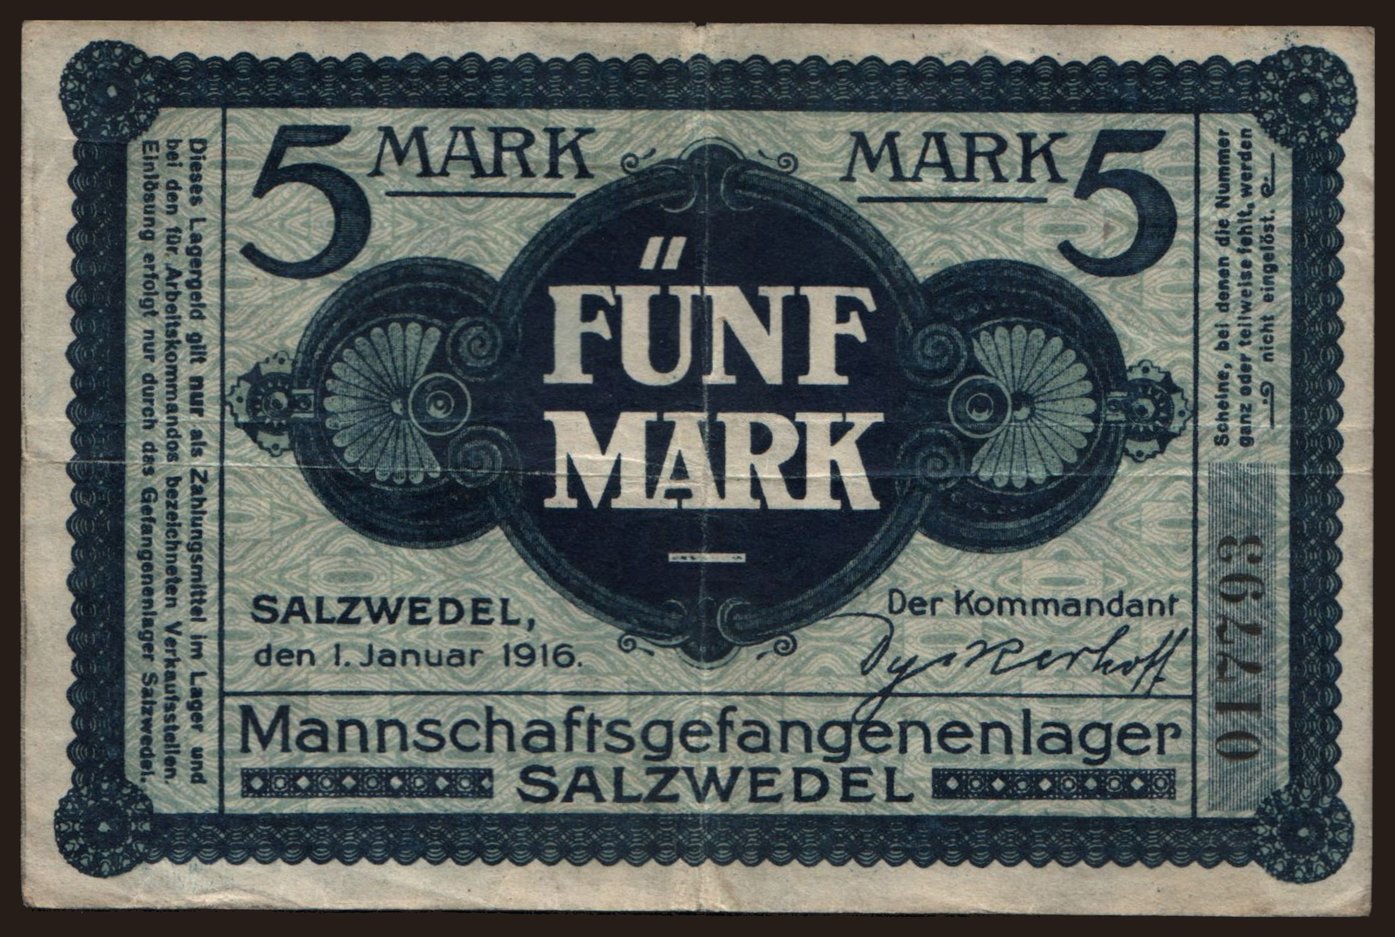 5 MARK
MARK 5
FÜNF
MARK
SALZWEDEL,
den 1. Januar 1916.
Der Kommandant
Dyckerhoff
Mannschaftsgefangenenlager
SALZWEDEL
Dieses Lagergeld gilt nur als Zahlungsmittel im Lager und
bei den für Arbeitskommandos bezeichneten Verkaufsstellen.
Einlösung erfolgt nur durch das Gefangenenlager Salzwedel.
Scheine, bei denen die Nummer
ganz oder teilweise fehlt, werden
nicht eingelöst.
017793